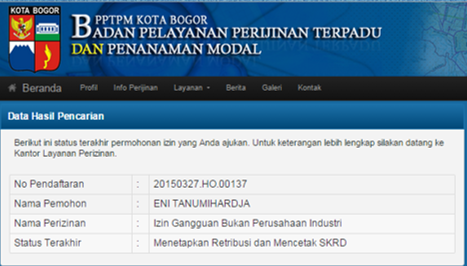 KOTA BOGOR
BPPTPM KOTA BOGOR
BADAN PELAYANAN PERIJINAN TERPADU
DAN PENANAMAN MODAL
Beranda Profil Info Perijinan Layanan Berita Galeri Kontak
Data Hasil Pencarian
Berikut ini status terakhir permohonan izin yang Anda ajukan. Untuk keterangan lebih lengkap silakan datang ke
Kantor Layanan Perizinan.
No Pendaftaran : 20150327.HO.00137
Nama Pemohon : ENI TANUMIHARDJA
Nama Perizinan : Izin Gangguan Bukan Perusahaan Industri
Status Terakhir : Menetapkan Retribusi dan Mencetak SKRD